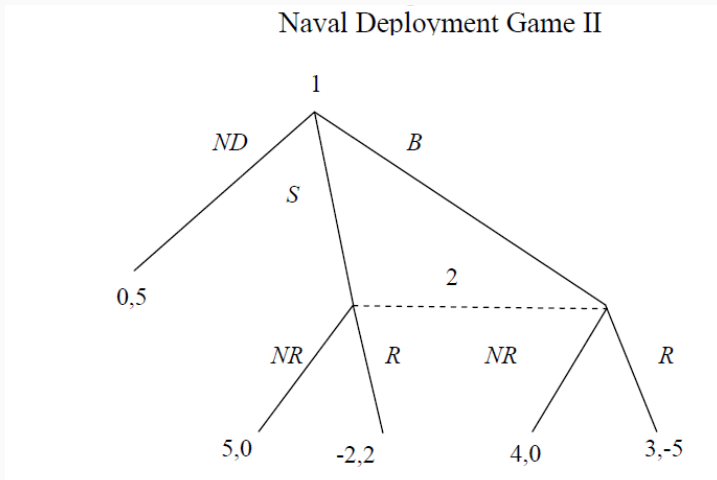 Naval Deployment Game II
1
ND
B
S
2
0,5
NR
R
NR
R
5,0
-2,2
4,0
3,-5